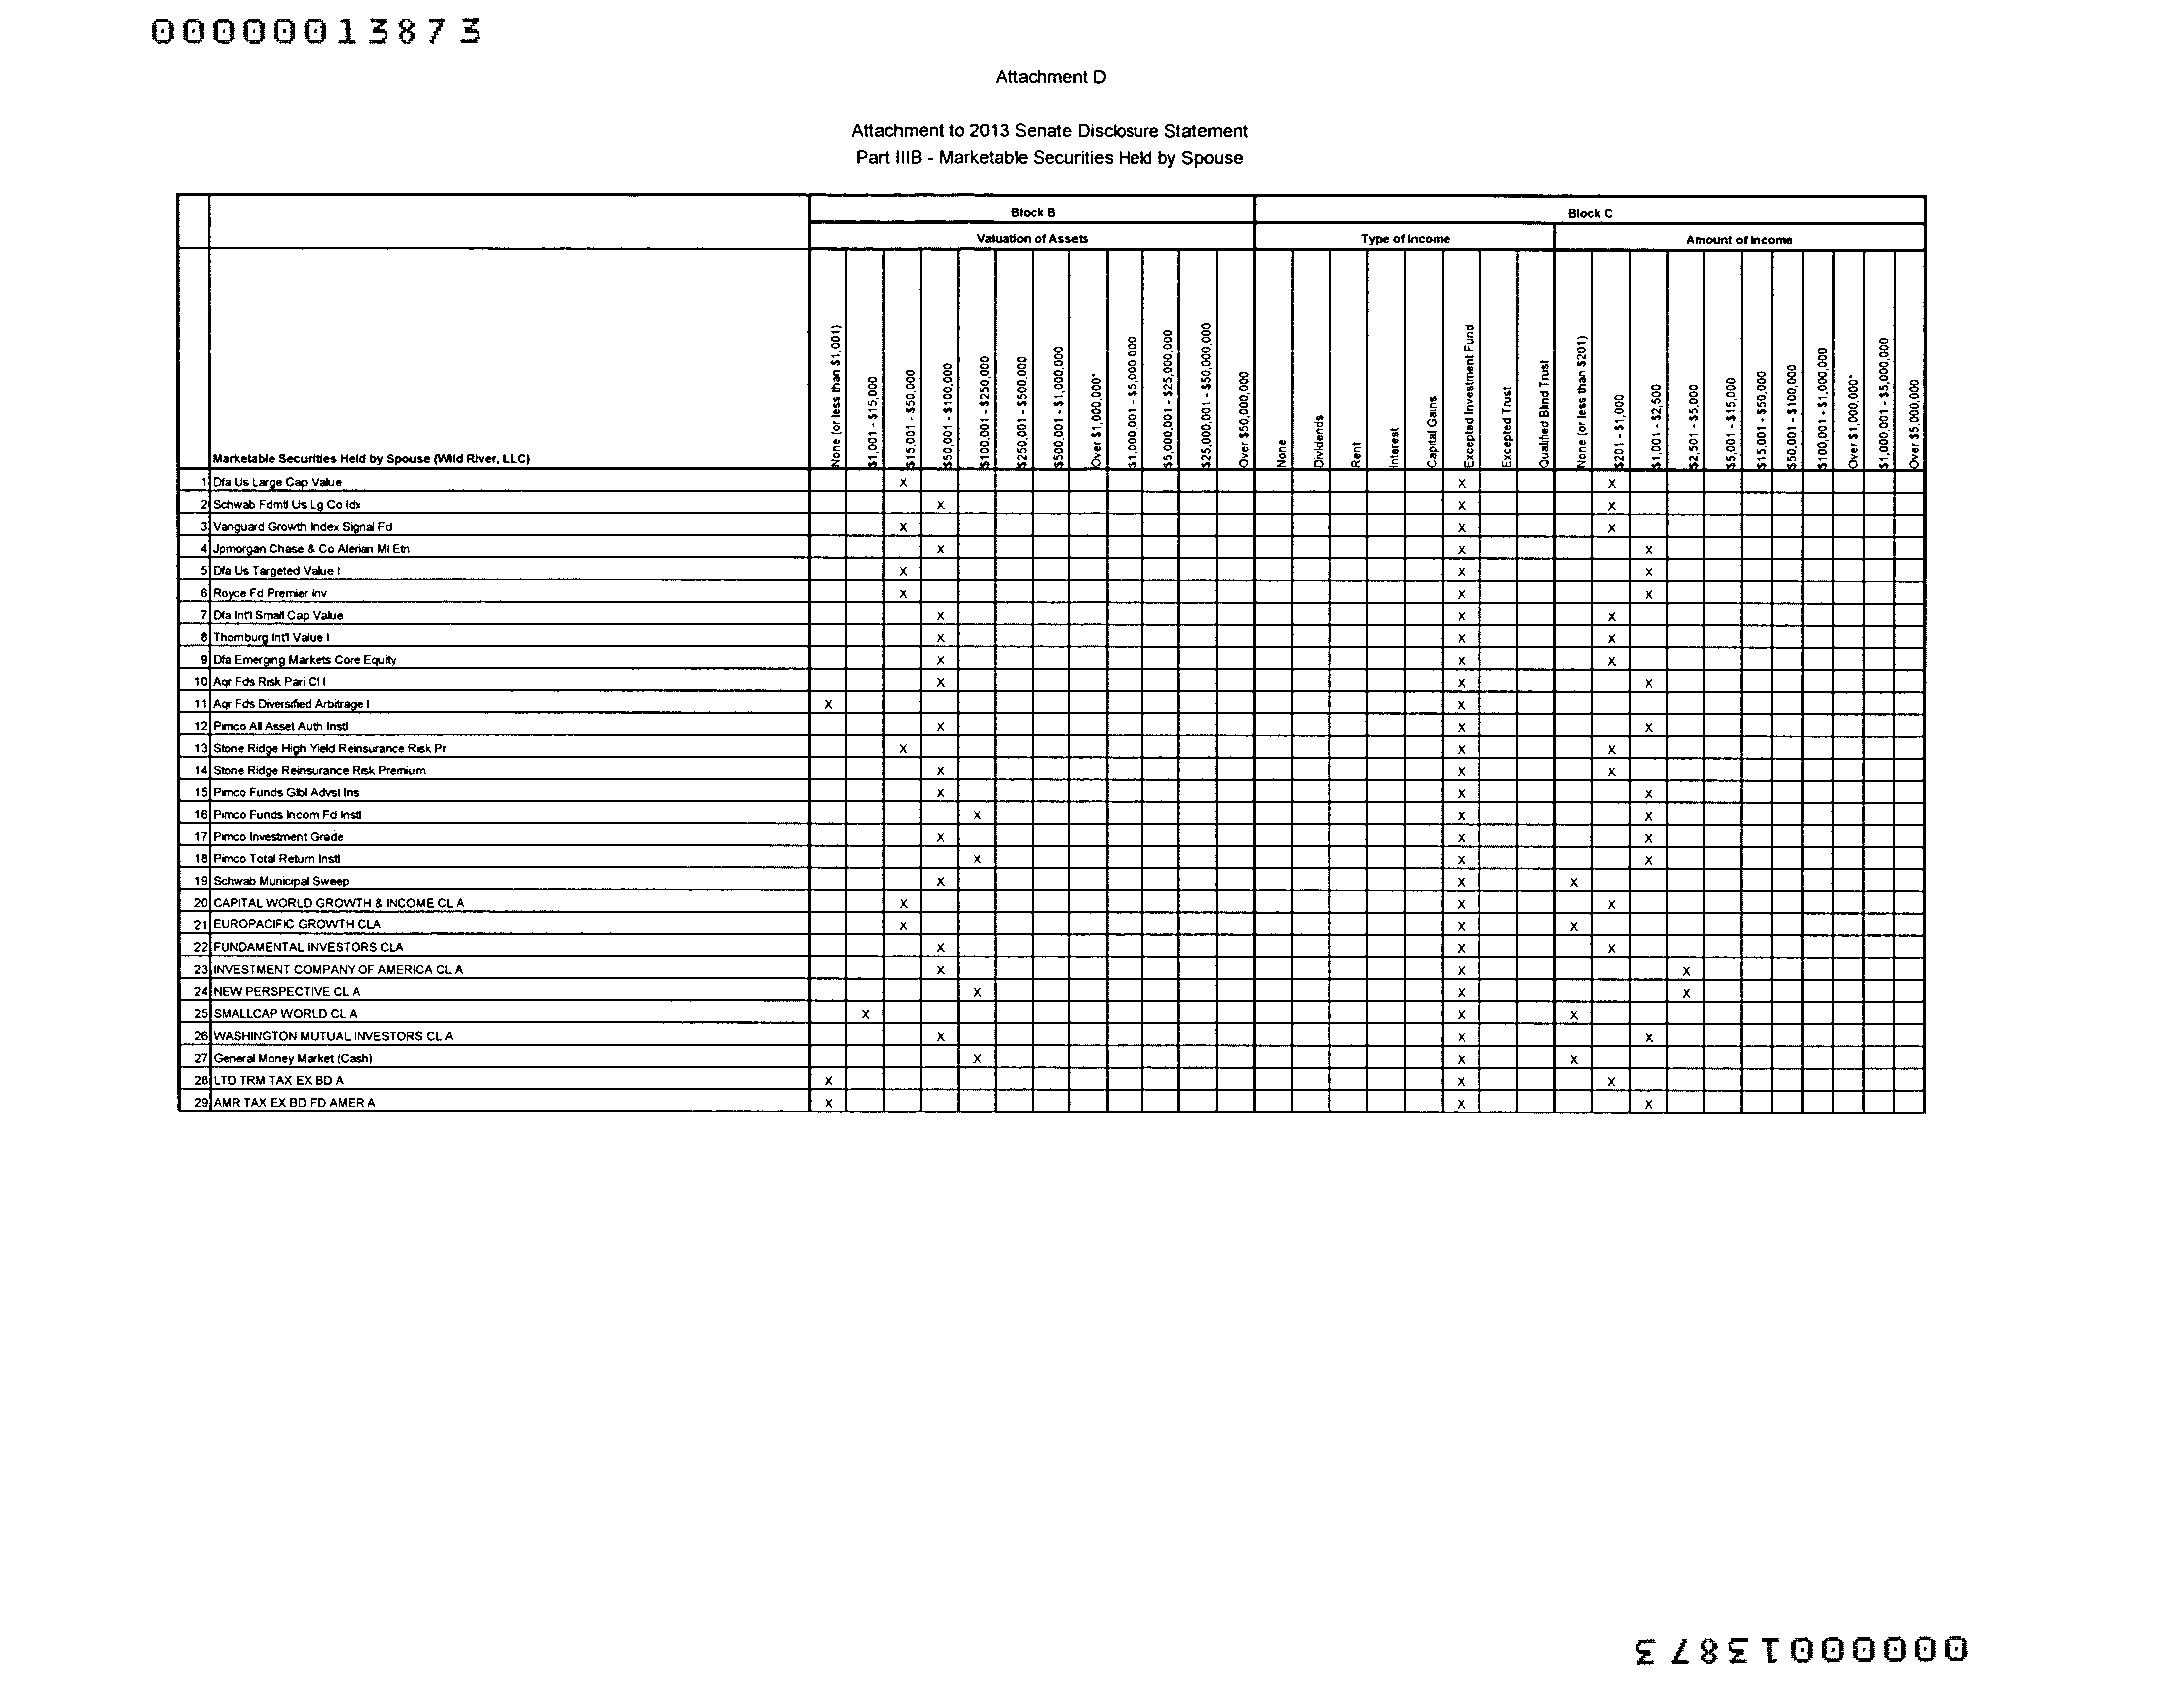 00000013873
Attachment D
Attachment to 2013 Senate Disclosure Statement
Part IIIB - Marketable Securities Held by Spouse
Block B Block C
Valuation of Assets Type of Income Amount of Income
Marketable Securities Held by Spouse (Wild River, LLC) None (or less than $1,001) $1,001 - $15,000 $15,001 - $50,000 $50,001 - $100,000 $100,001 - $250,000 $250,001 - $500,000 $500,001 - $1,000,000 Over $1,000,000* $1,000,001 - $5,000,000 $5,000,001 - $25,000,000 $25,000,001 - $50,000,000 Over $50,000,000 None Dividends Rent Interest Capital Gains Excepted Investment Fund Excepted Trust Qualified Blind Trust None (or less than $201) $201 - $1,000 $1,001 - $2,500 $2,501 - $5,000 $5,001 - $15,000 $15,001 - $50,000 $50,001 - $100,000 $100,001 - $1,000,000 Over $1,000,000* $1,000,001 - $5,000,000 Over $5,000,000
1 Dfa Us Large Cap Value X X X
2 Schwab Fdmtl Us Lg Co Idx X X X
3 Vanguard Growth Index Signal Fd X X X
4 Jpmorgan Chase & Co Alerian Ml Etn X X X
5 Dfa Us Targeted Value I X X X
6 Royce Fd Premier Inv X X X
7 Dfa Int'l Small Cap Value X X X
8 Thornburg Int'l Value I X X X
9 Dfa Emerging Markets Core Equity X X X
10 Aqr Fds Risk Pari Cl I X X X
11 Aqr Fds Diversified Arbitrage I X X
12 Pimco All Asset Auth Instl X X X
13 Stone Ridge High Yield Reinsurance Risk Pr X X X
14 Stone Ridge Reinsurance Risk Premium X X X
15 Pimco Funds Glbl Advst Ins X X X
16 Pimco Funds Incom Fd Instl X X X
17 Pimco Investment Grade X X X
18 Pimco Total Return Instl X X X
19 Schwab Municipal Sweep X X X
20 CAPITAL WORLD GROWTH & INCOME CL A X X X
21 EUROPACIFIC GROWTH CLA X X X
22 FUNDAMENTAL INVESTORS CLA X X X
23 INVESTMENT COMPANY OF AMERICA CL A X X X
24 NEW PERSPECTIVE CL A X X X
25 SMALLCAP WORLD CL A X X X
26 WASHINGTON MUTUAL INVESTORS CL A X X X
27 General Money Market (Cash) X X X
28 LTD TRM TAX EX BD A X X X
29 AMR TAX EX BD FD AMER A X X X
00000013873